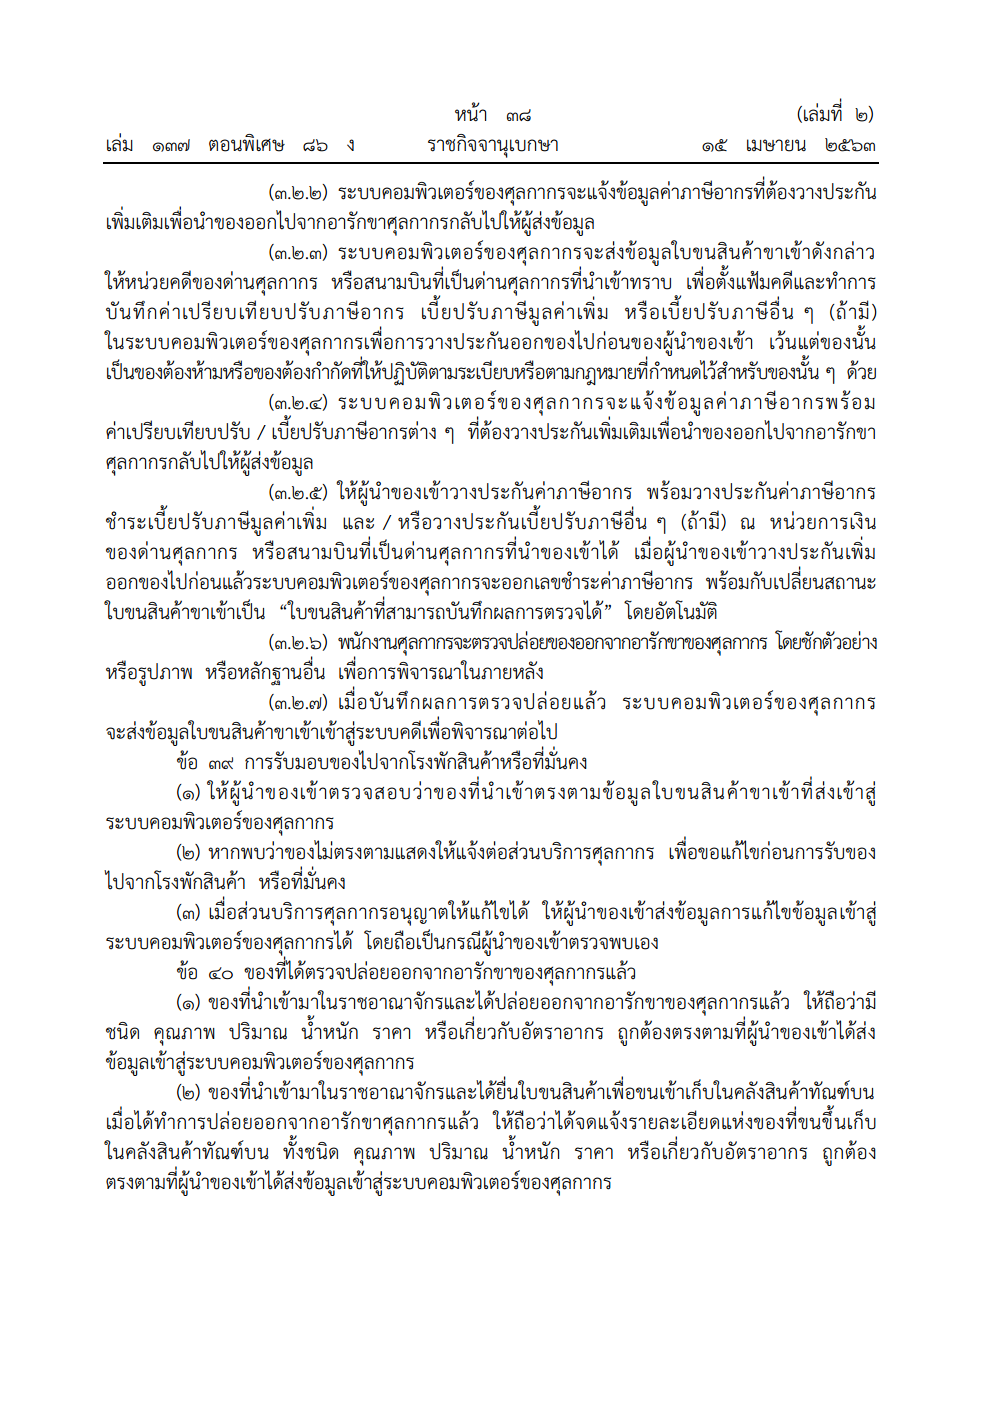 หน้า ๓๘ (เล่มที่ ๒)
เล่ม ๑๓๗ ตอนพิเศษ ๘๖ ง ราชกิจจานุเบกษา ๑๕ เมษายน ๒๕๖๓
(๓.๒.๒) ระบบคอมพิวเตอร์ของศุลกากรจะแจ้งข้อมูลค่าภาษีอากรที่ต้องวางประกัน
เพิ่มเติมเพื่อนำของออกไปจากอารักขาศุลกากรกลับไปให้ผู้ส่งข้อมูล
(๓.๒.๓) ระบบคอมพิวเตอร์ของศุลกากรจะส่งข้อมูลใบขนสินค้าขาเข้าดังกล่าว
ให้หน่วยคดีของด่านศุลกากร หรือสนามบินที่เป็นด่านศุลกากรที่นำเข้าทราบ เพื่อตั้งแฟ้มคดีและทำการ
บันทึกค่าเปรียบเทียบปรับภาษีอากร เบี้ยปรับภาษีมูลค่าเพิ่ม หรือเบี้ยปรับภาษีอื่น ๆ (ถ้ามี)
ในระบบคอมพิวเตอร์ของศุลกากรเพื่อการวางประกันออกของไปก่อนของผู้นำของเข้า เว้นแต่ของนั้น
เป็นของต้องห้ามหรือของต้องกำกัดที่ให้ปฏิบัติตามระเบียบหรือตามกฎหมายที่กำหนดไว้สำหรับของนั้น ๆ ด้วย
(๓.๒.๔) ระบบคอมพิวเตอร์ของศุลกากรจะแจ้งข้อมูลค่าภาษีอากรพร้อม
ค่าเปรียบเทียบปรับ / เบี้ยปรับภาษีอากรต่าง ๆ ที่ต้องวางประกันเพิ่มเติมเพื่อนำของออกไปจากอารักขา
ศุลกากรกลับไปให้ผู้ส่งข้อมูล
(๓.๒.๕) ให้ผู้นำของเข้าวางประกันค่าภาษีอากร พร้อมวางประกันค่าภาษีอากร
ชำระเบี้ยปรับภาษีมูลค่าเพิ่ม และ / หรือวางประกันเบี้ยปรับภาษีอื่น ๆ (ถ้ามี) ณ หน่วยการเงิน
ของด่านศุลกากร หรือสนามบินที่เป็นด่านศุลกากรที่นำของเข้าได้ เมื่อผู้นำของเข้าวางประกันเพิ่ม
ออกของไปก่อนแล้วระบบคอมพิวเตอร์ของศุลกากรจะออกเลขชำระค่าภาษีอากร พร้อมกับเปลี่ยนสถานะ
ใบขนสินค้าขาเข้าเป็น “ใบขนสินค้าที่สามารถบันทึกผลการตรวจได้” โดยอัตโนมัติ
(๓.๒.๖) พนักงานศุลกากรจะตรวจปล่อยของออกจากอารักขาของศุลกากร โดยชักตัวอย่าง
หรือรูปภาพ หรือหลักฐานอื่น เพื่อการพิจารณาในภายหลัง
(๓.๒.๗) เมื่อบันทึกผลการตรวจปล่อยแล้ว ระบบคอมพิวเตอร์ของศุลกากร
จะส่งข้อมูลใบขนสินค้าขาเข้าเข้าสู่ระบบคดีเพื่อพิจารณาต่อไป
ข้อ ๓๙ การรับมอบของไปจากโรงพักสินค้าหรือที่มั่นคง
(๑) ให้ผู้นำของเข้าตรวจสอบว่าของที่นำเข้าตรงตามข้อมูลใบขนสินค้าขาเข้าที่ส่งเข้าสู่
ระบบคอมพิวเตอร์ของศุลกากร
(๒) หากพบว่าของไม่ตรงตามแสดงให้แจ้งต่อส่วนบริการศุลกากร เพื่อขอแก้ไขก่อนการรับของ
ไปจากโรงพักสินค้า หรือที่มั่นคง
(๓) เมื่อส่วนบริการศุลกากรอนุญาตให้แก้ไขได้ ให้ผู้นำของเข้าส่งข้อมูลการแก้ไขข้อมูลเข้าสู่
ระบบคอมพิวเตอร์ของศุลกากรได้ โดยถือเป็นกรณีผู้นำของเข้าตรวจพบเอง
ข้อ ๔๐ ของที่ได้ตรวจปล่อยออกจากอารักขาของศุลกากรแล้ว
(๑) ของที่นำเข้ามาในราชอาณาจักรและได้ปล่อยออกจากอารักขาของศุลกากรแล้ว ให้ถือว่ามี
ชนิด คุณภาพ ปริมาณ น้ำหนัก ราคา หรือเกี่ยวกับอัตราอากร ถูกต้องตรงตามที่ผู้นำของเข้าได้ส่ง
ข้อมูลเข้าสู่ระบบคอมพิวเตอร์ของศุลกากร
(๒) ของที่นำเข้ามาในราชอาณาจักรและได้ยื่นใบขนสินค้าเพื่อขนเข้าเก็บในคลังสินค้าทัณฑ์บน
เมื่อได้ทำการปล่อยออกจากอารักขาศุลกากรแล้ว ให้ถือว่าได้จดแจ้งรายละเอียดแห่งของที่ขนขึ้นเก็บ
ในคลังสินค้าทัณฑ์บน ทั้งชนิด คุณภาพ ปริมาณ น้ำหนัก ราคา หรือเกี่ยวกับอัตราอากร ถูกต้อง
ตรงตามที่ผู้นำของเข้าได้ส่งข้อมูลเข้าสู่ระบบคอมพิวเตอร์ของศุลกากร